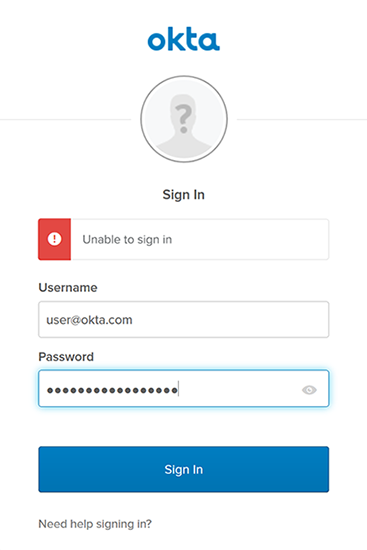 okta
?
Sign In
Unable to sign in
Username
user@okta.com
Password
•••••••••••••••••
Sign In
Need help signing in?